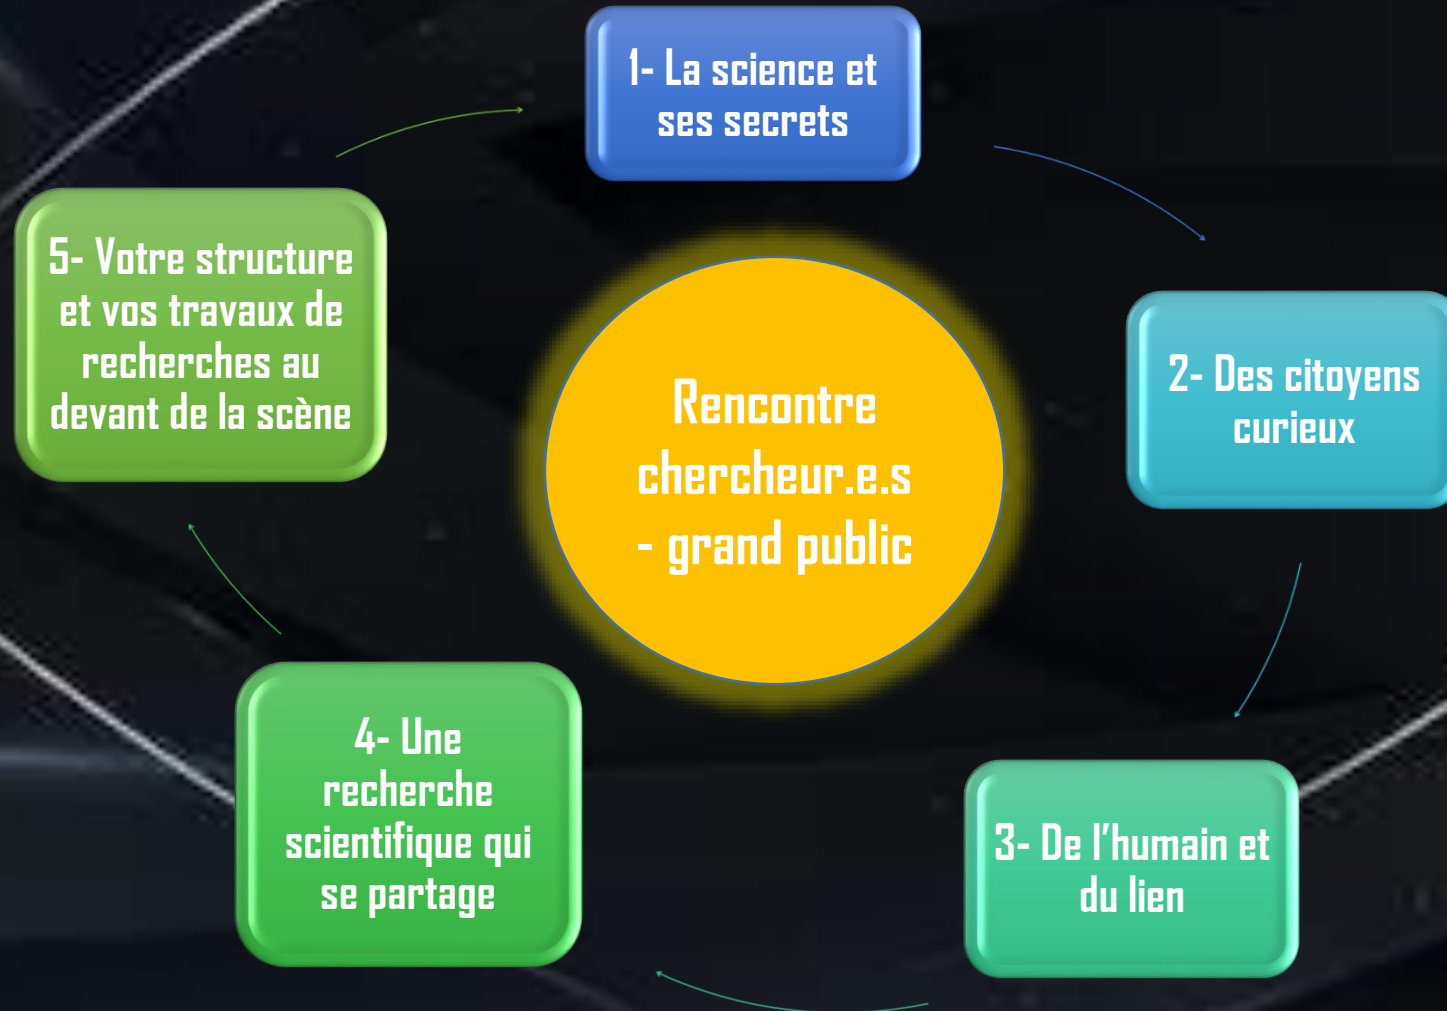 1- La science et
ses secrets
2- Des citoyens
curieux
3- De l'humain et
du lien
4- Une
recherche
scientifique qui
se partage
5- Votre structure
et vos travaux de
recherches au
devant de la scène
Rencontre
chercheur.e.s
- grand public